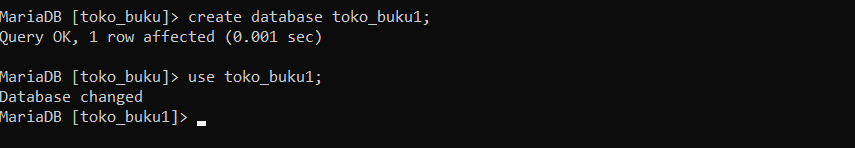 MariaDB [toko_buku]> create database toko_buku1;
Query OK, 1 row affected (0.001 sec)
MariaDB [toko_buku]> use toko_buku1;
Database changed
MariaDB [toko_buku1]>